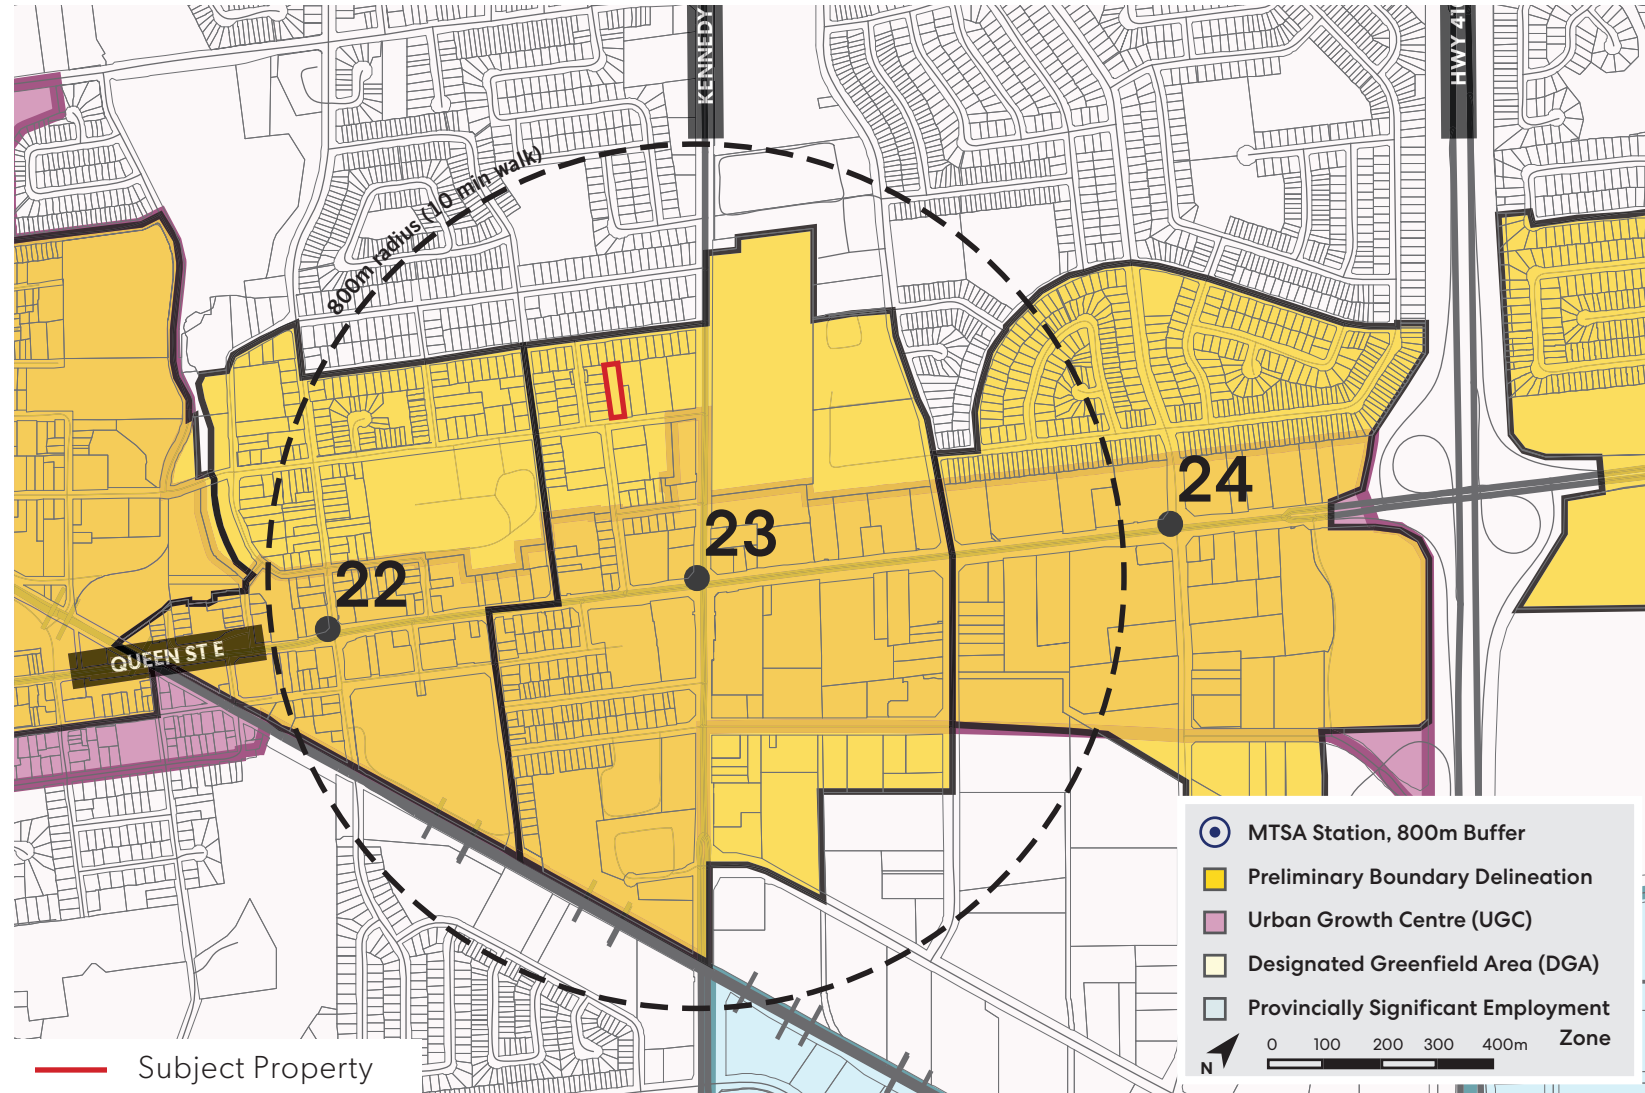 KENNEDY
HWY 410
800m radius (10 min walk)
24
23
22
QUEEN ST E
MTSA Station, 800m Buffer
Preliminary Boundary Delineation
Urban Growth Centre (UGC)
Designated Greenfield Area (DGA)
Provincially Significant Employment
Zone
0 100 200 300 400m
N
Subject Property